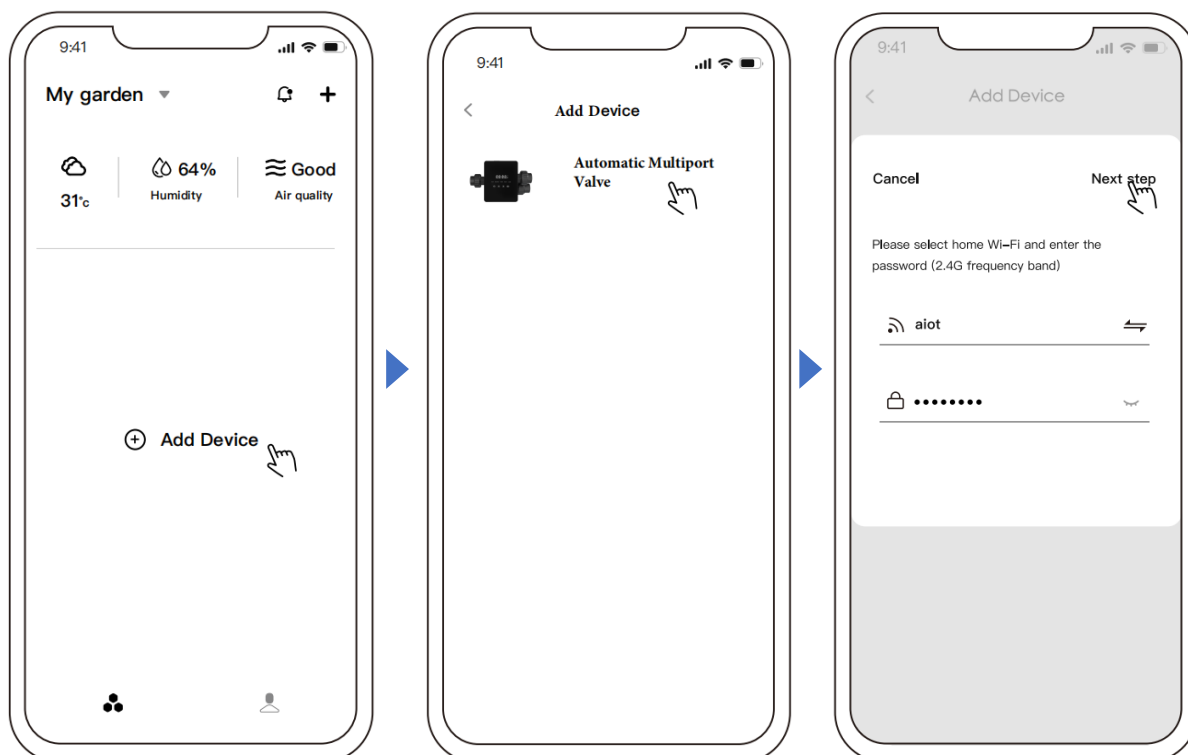 9:41
My garden
31°c
64%
Humidity
Good
Air quality
Add Device
9:41
Add Device
Automatic Multiport
Valve
9:41
Add Device
Cancel
Next step
Please select home Wi-Fi and enter the
password (2.4G frequency band)
aiot